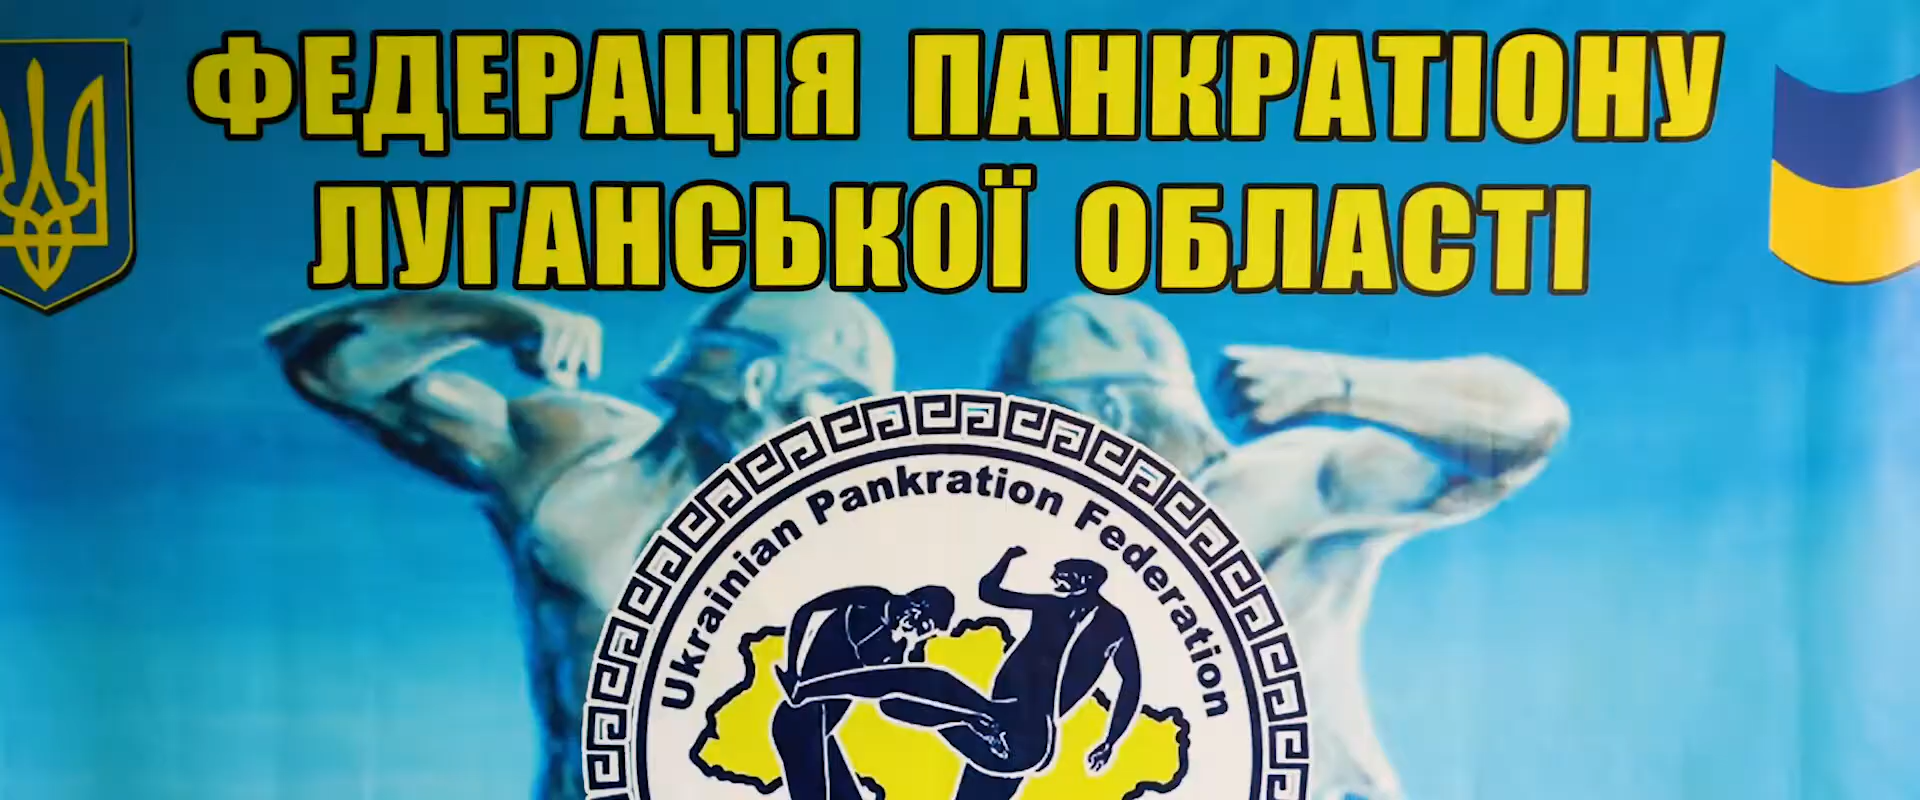 ФЕДЕРАЦІЯ ПАНКРАТІОНУ
ЛУГАНСЬКОЇ ОБЛАСТІ
Ukrainian Pankration Federation